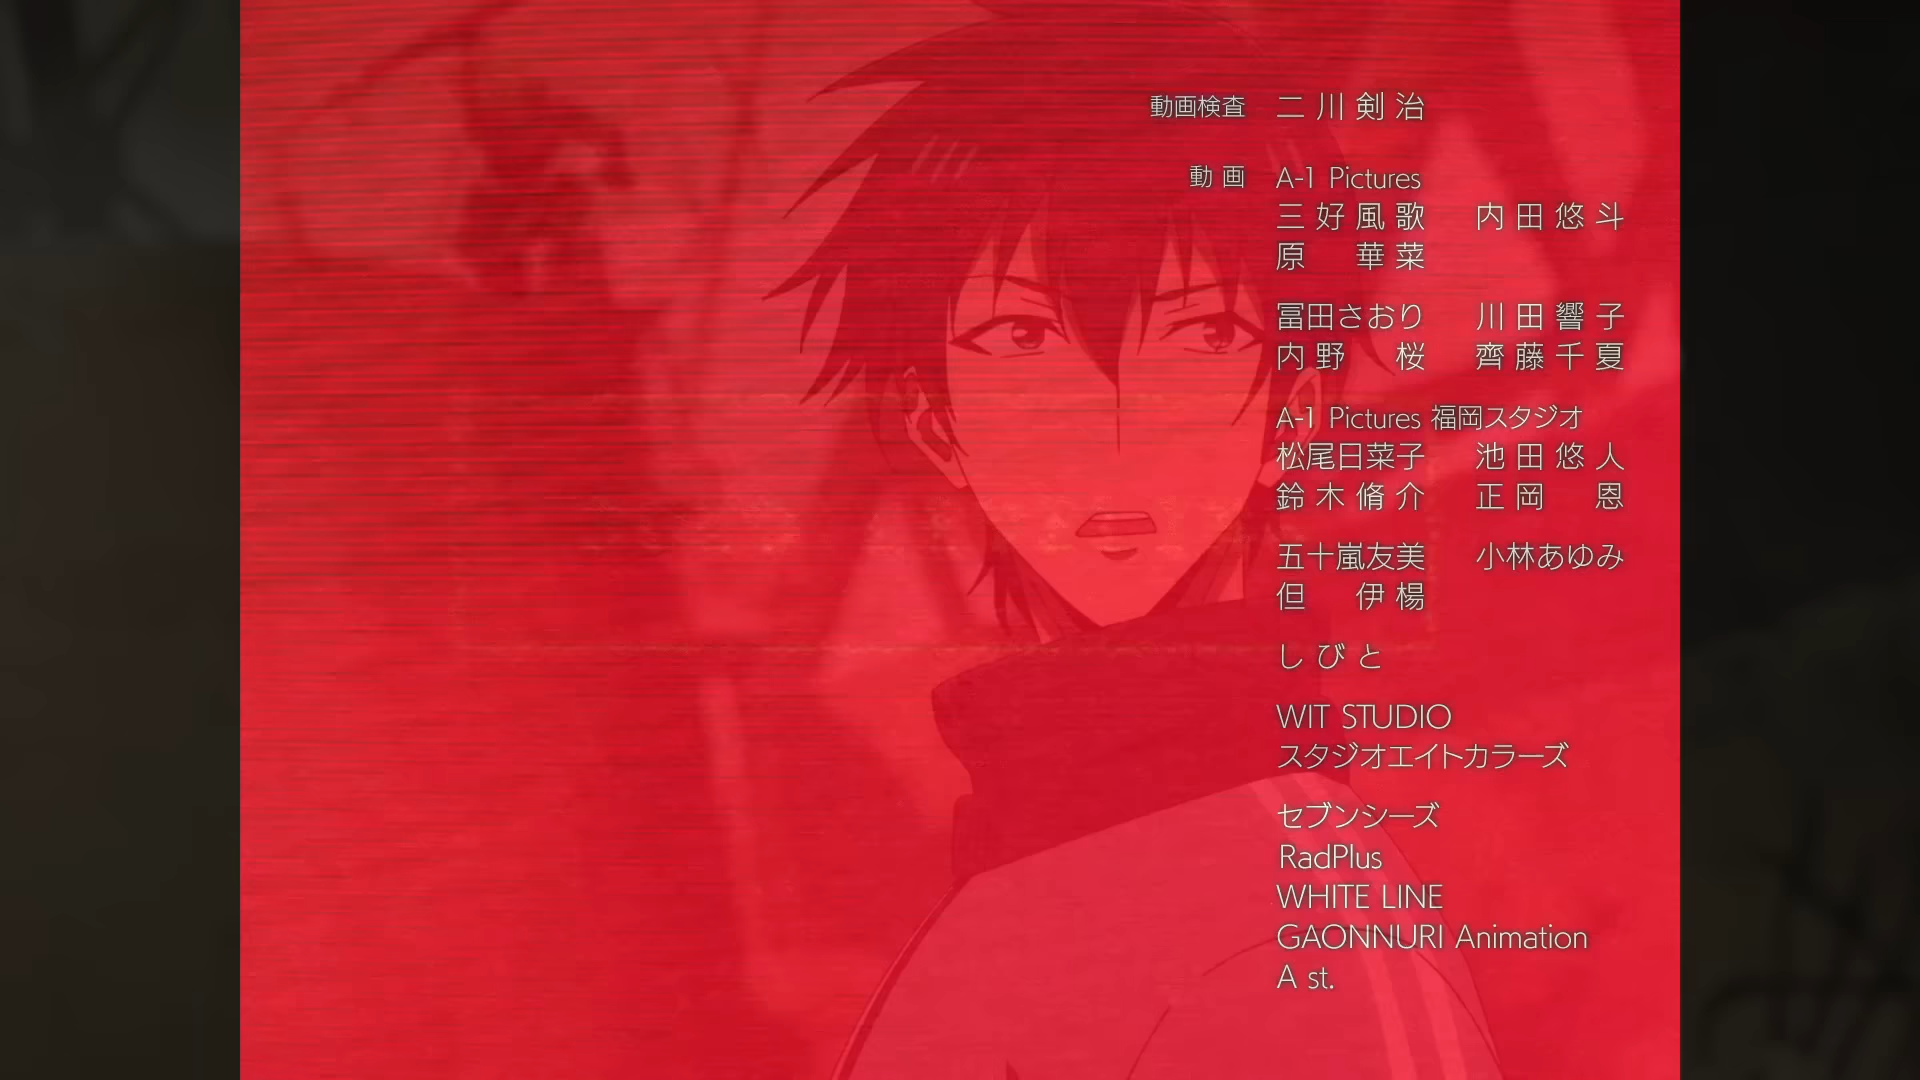 動画検査 二川剣治
動画 A-1 Pictures
三好風歌 内田悠斗
原 華菜
冨田さおり 川田響子
内野 桜 齊藤千夏
A-1 Pictures 福岡スタジオ
松尾日菜子 池田悠人
鈴木脩介 正岡 恩
五十嵐友美 小林あゆみ
但 伊楊
しびと
WIT STUDIO
スタジオエイトカラーズ
セブンシーズ
RadPlus
WHITE LINE
GAONNURI Animation
A st.